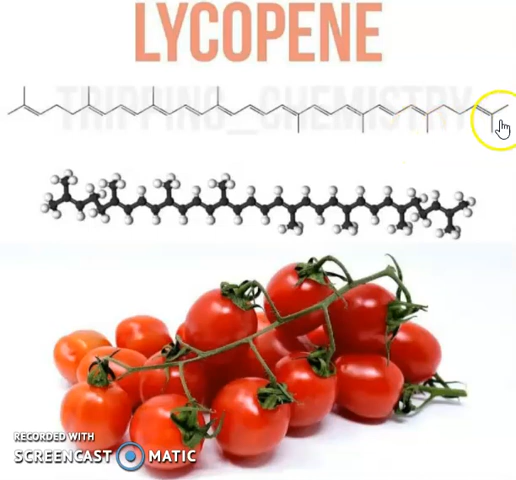 LYCOPENE
TRIPPING_CHEMISTRY
RECORDED WITH
SCREENCAST MATIC